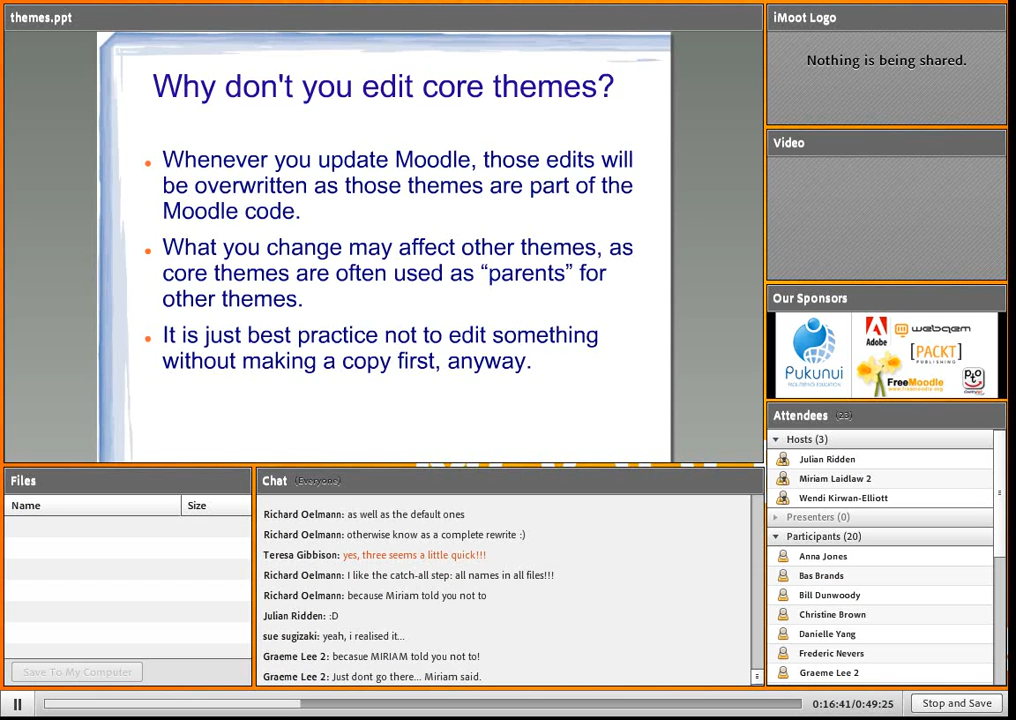 themes.ppt
Why don't you edit core themes?
Whenever you update Moodle, those edits will
be overwritten as those themes are part of the
Moodle code.
What you change may affect other themes, as
core themes are often used as “parents” for
other themes.
It is just best practice not to edit something
without making a copy first, anyway.
iMoot Logo
Nothing is being shared.
Video
Our Sponsors
Pukunui
Adobe
webqem
[PACKT]
PUBLISHING
FreeMoodle
Attendees (23)
Hosts (3)
Julian Ridden
Miriam Laidlaw 2
Wendi Kirwan-Elliott
Presenters (0)
Participants (20)
Anna Jones
Bas Brands
Bill Dunwoody
Christine Brown
Danielle Yang
Frederic Nevers
Graeme Lee 2
Files
Name Size
Save To My Computer
Chat (Everyone)
Richard Oelmann: as well as the default ones
Richard Oelmann: otherwise know as a complete rewrite :)
Teresa Gibbison: yes, three seems a little quick!!!
Richard Oelmann: I like the catch-all step: all names in all files!!!
Richard Oelmann: because Miriam told you not to
Julian Ridden: :D
sue sugizaki: yeah, i realised it...
Graeme Lee 2: becasue MIRIAM told you not to!
Graeme Lee 2: Just dont go there... Miriam said.
0:16:41/0:49:25
Stop and Save